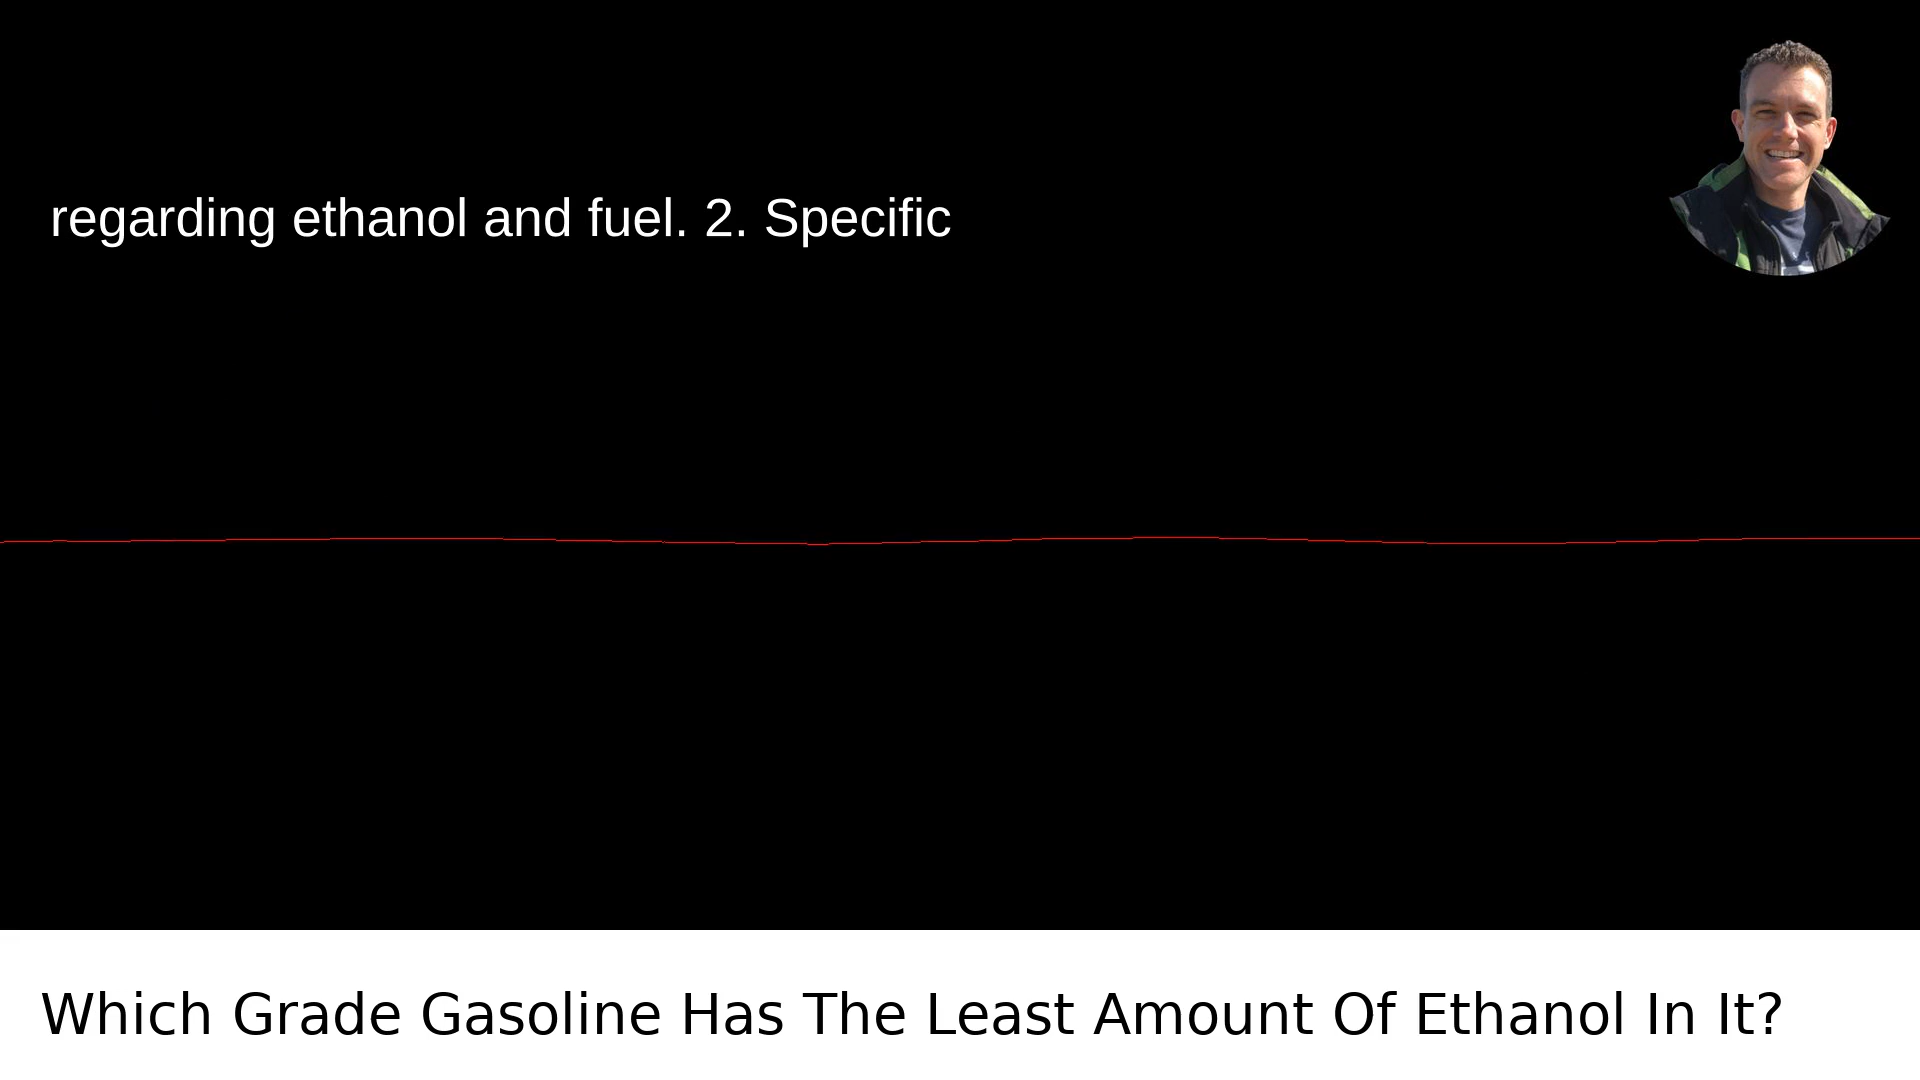 regarding ethanol and fuel. 2. Specific
Which Grade Gasoline Has The Least Amount Of Ethanol In It?